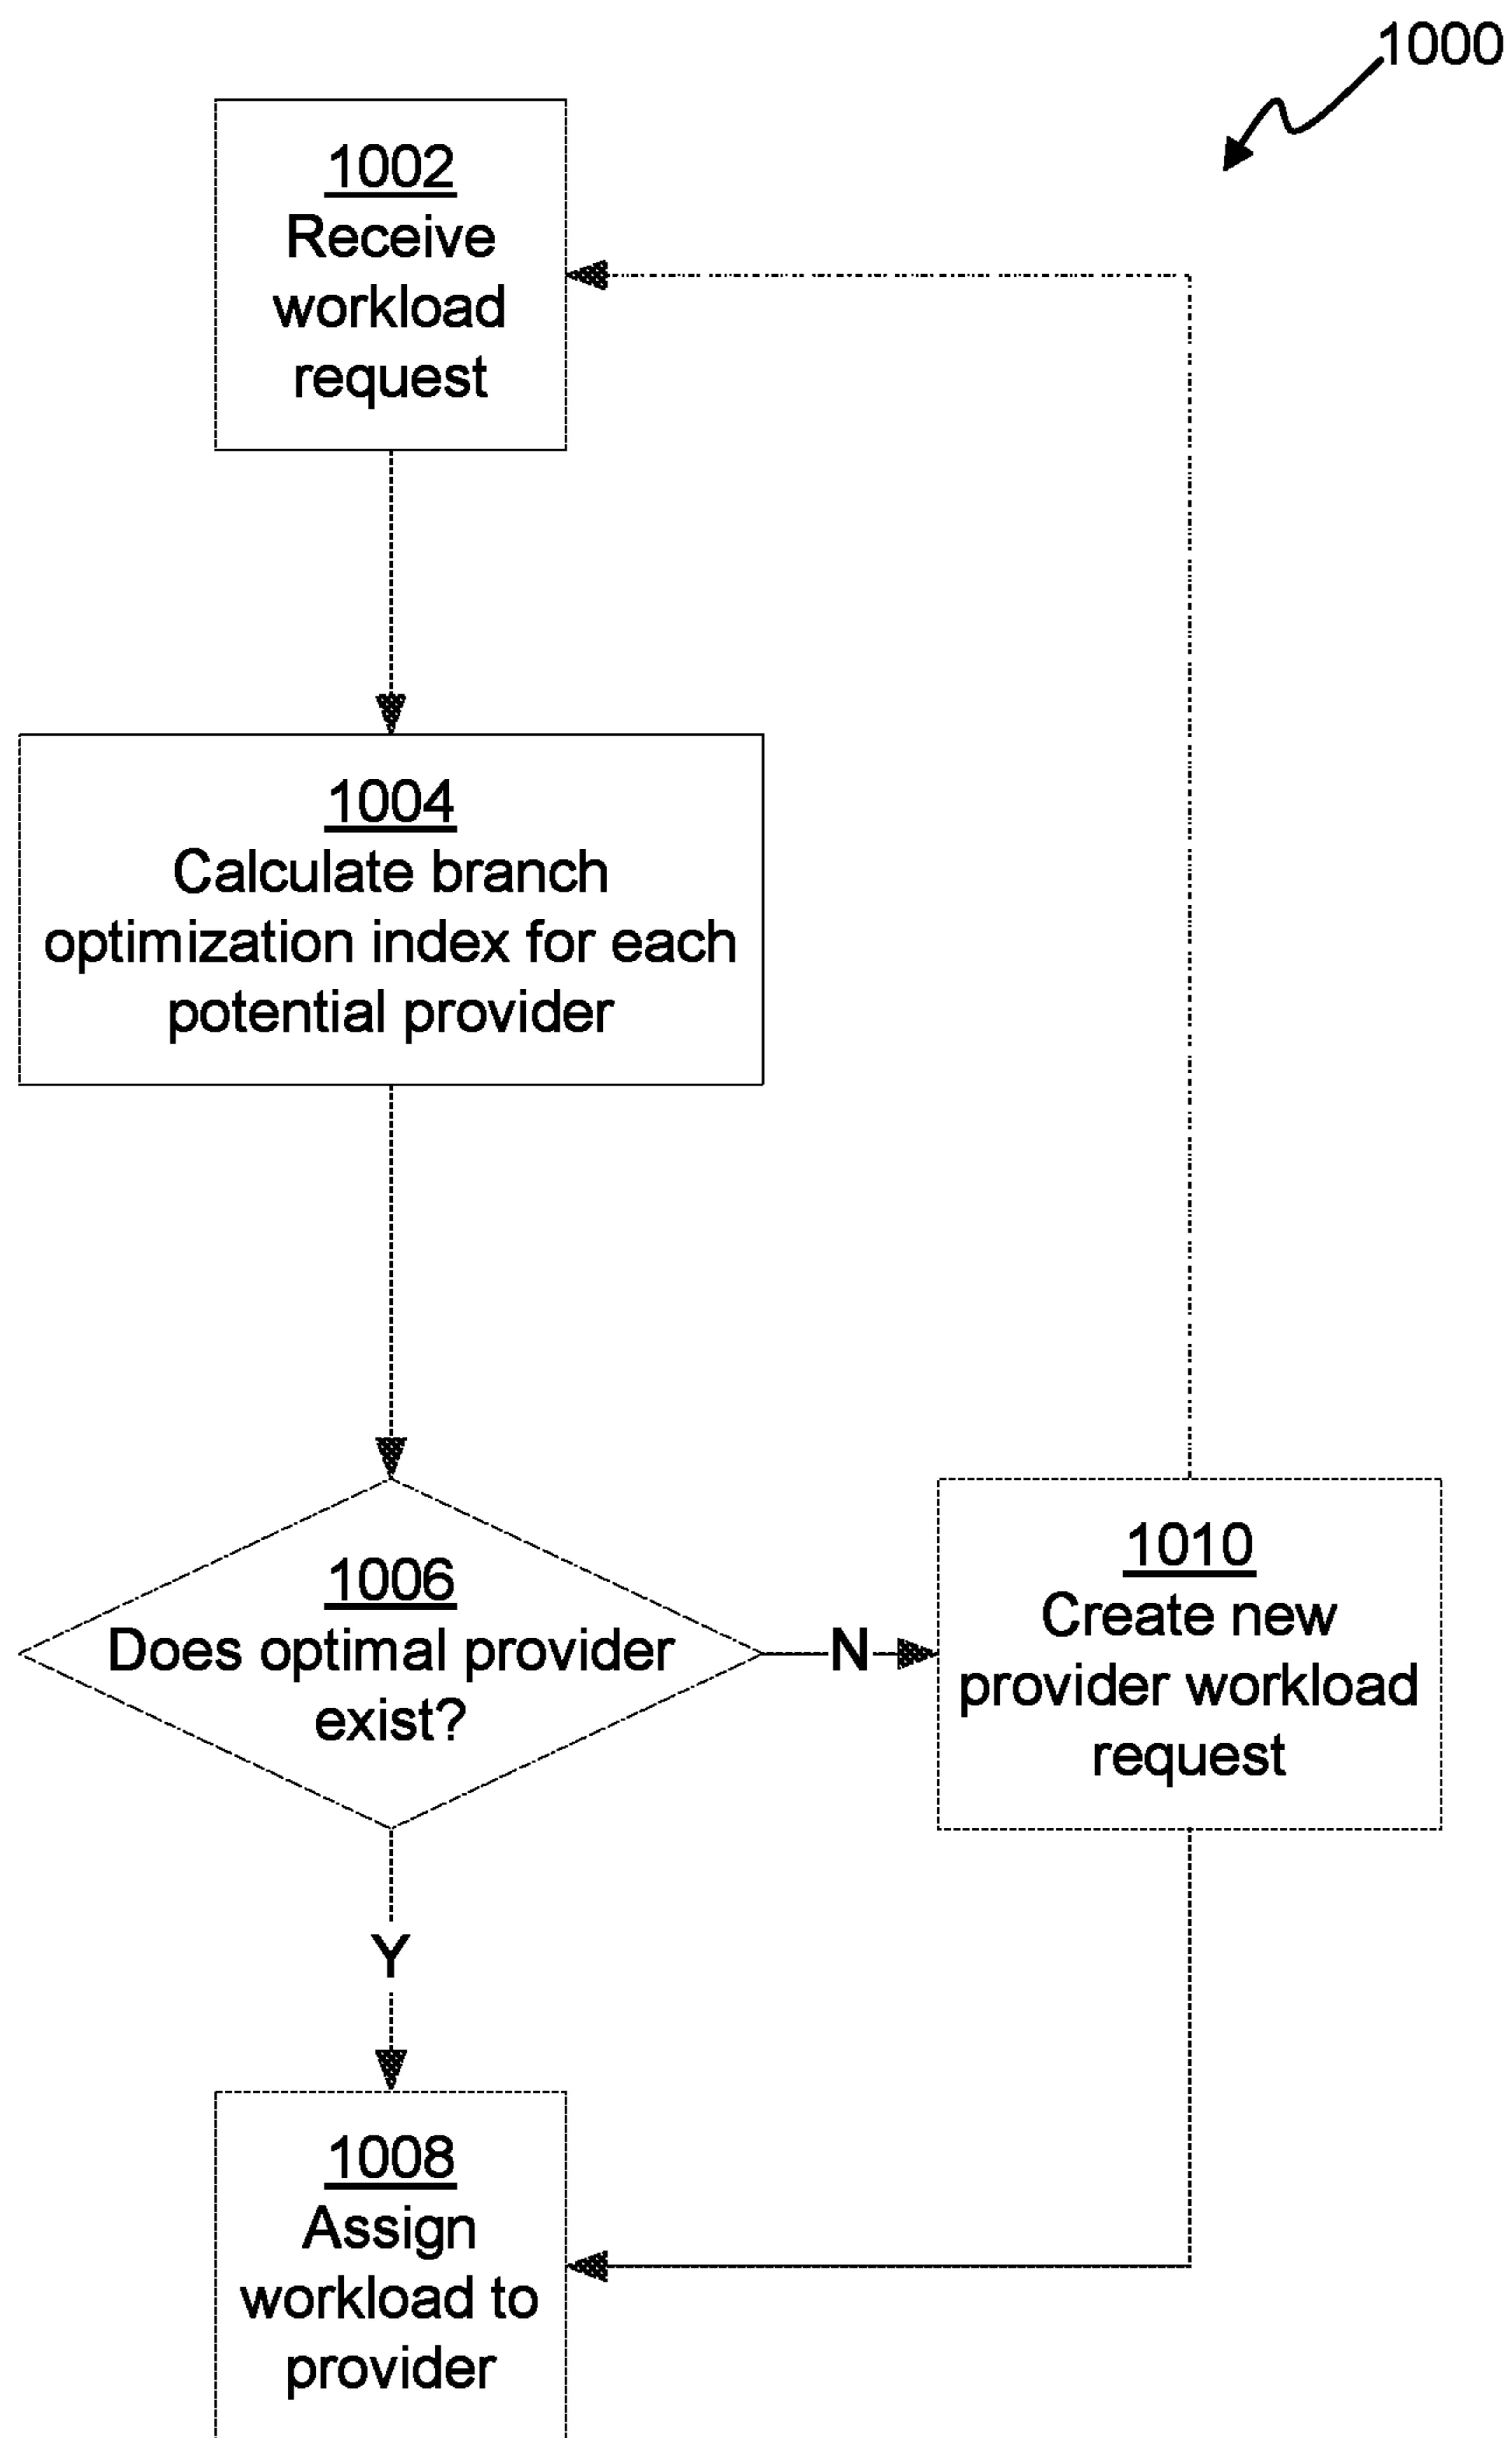 1000
1002
Receive
workload
request
1004
Calculate branch
optimization index for each
potential provider
1006
Does optimal provider
exist?
N
1010
Create new
provider workload
request
Y
1008
Assign
workload to
provider